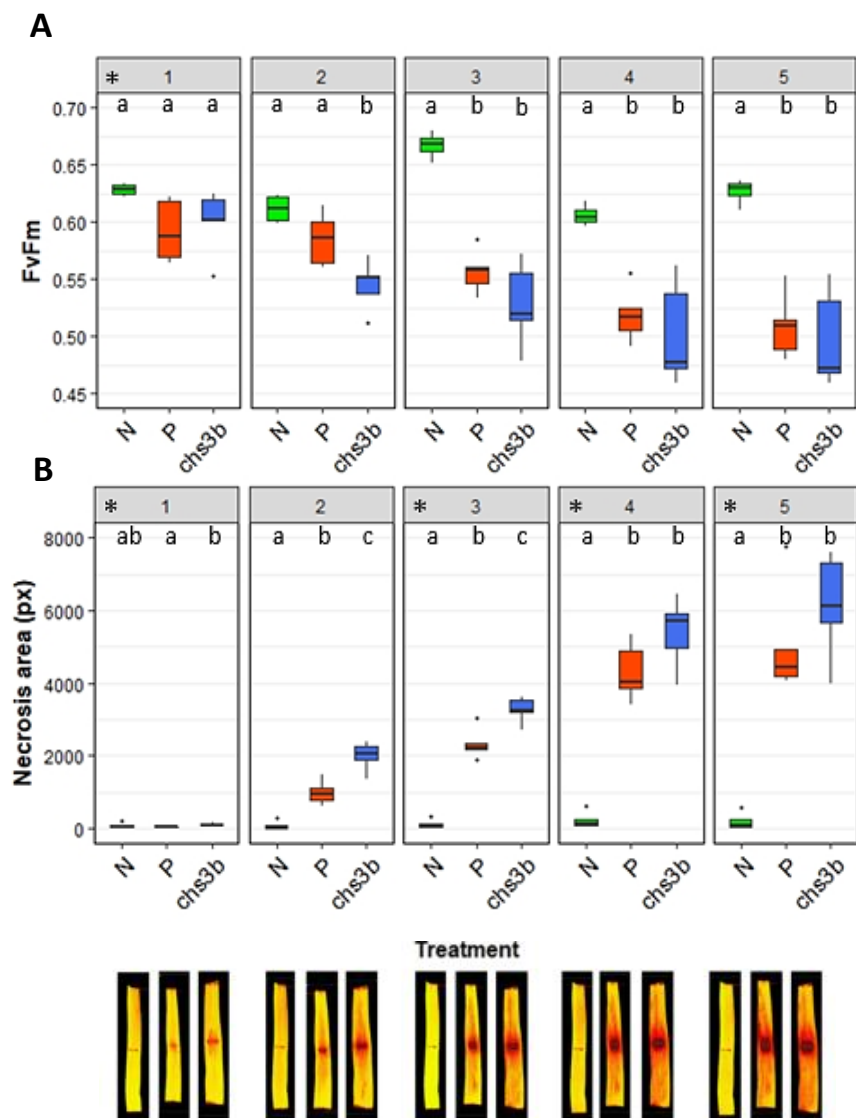 A
* 1 2 3 4 5
a a a a a b a b b a b b a b b
0.70
0.65
0.60
0.55
0.50
0.45
FvFm
N P chs3b N P chs3b N P chs3b N P chs3b N P chs3b
B
* 1 2 * 3 * 4 * 5
ab a b a b c a b c a b b a b b
8000
6000
4000
2000
0
Necrosis area (px)
N P chs3b N P chs3b N P chs3b N P chs3b N P chs3b
Treatment